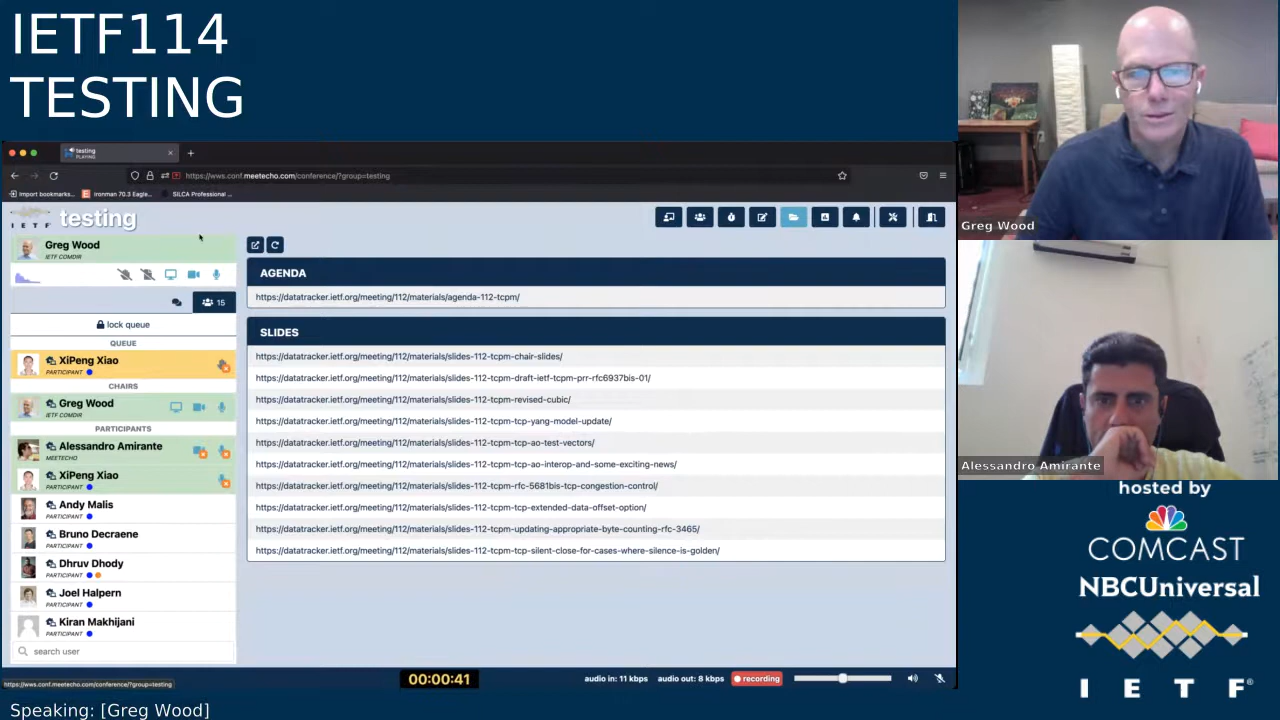 IETF114
TESTING
testing
PLAYING
https://wws.conf.meetecho.com/conference/?group=testing
Import bookmarks...
Ironman 70.3 Eagle...
SILCA Professional ...
IETF
testing
Greg Wood
IETF COMDIR
15
lock queue
QUEUE
XiPeng Xiao
PARTICIPANT
CHAIRS
Greg Wood
IETF COMDIR
PARTICIPANTS
Alessandro Amirante
MEETECHO
XiPeng Xiao
PARTICIPANT
Andy Malis
PARTICIPANT
Bruno Decraene
PARTICIPANT
Dhruv Dhody
PARTICIPANT
Joel Halpern
PARTICIPANT
Kiran Makhijani
PARTICIPANT
search user
https://wws.conf.meetecho.com/conference/?group=testing
AGENDA
https://datatracker.ietf.org/meeting/112/materials/agenda-112-tcpm/
SLIDES
https://datatracker.ietf.org/meeting/112/materials/slides-112-tcpm-chair-slides/
https://datatracker.ietf.org/meeting/112/materials/slides-112-tcpm-draft-ietf-tcpm-prr-rfc6937bis-01/
https://datatracker.ietf.org/meeting/112/materials/slides-112-tcpm-revised-cubic/
https://datatracker.ietf.org/meeting/112/materials/slides-112-tcpm-yang-model-update/
https://datatracker.ietf.org/meeting/112/materials/slides-112-tcpm-tcp-ao-test-vectors/
https://datatracker.ietf.org/meeting/112/materials/slides-112-tcpm-tcp-ao-interop-and-some-exciting-news/
https://datatracker.ietf.org/meeting/112/materials/slides-112-tcpm-rfc-5681bis-tcp-congestion-control/
https://datatracker.ietf.org/meeting/112/materials/slides-112-tcpm-tcp-extended-data-offset-option/
https://datatracker.ietf.org/meeting/112/materials/slides-112-tcpm-updating-appropriate-byte-counting-rfc-3465/
https://datatracker.ietf.org/meeting/112/materials/slides-112-tcpm-tcp-silent-close-for-cases-where-silence-is-golden/
00:00:41
audio in: 11 kbps
audio out: 8 kbps
recording
Greg Wood
Alessandro Amirante
hosted by
COMCAST
NBCUniversal
IETF®
Speaking: [Greg Wood]